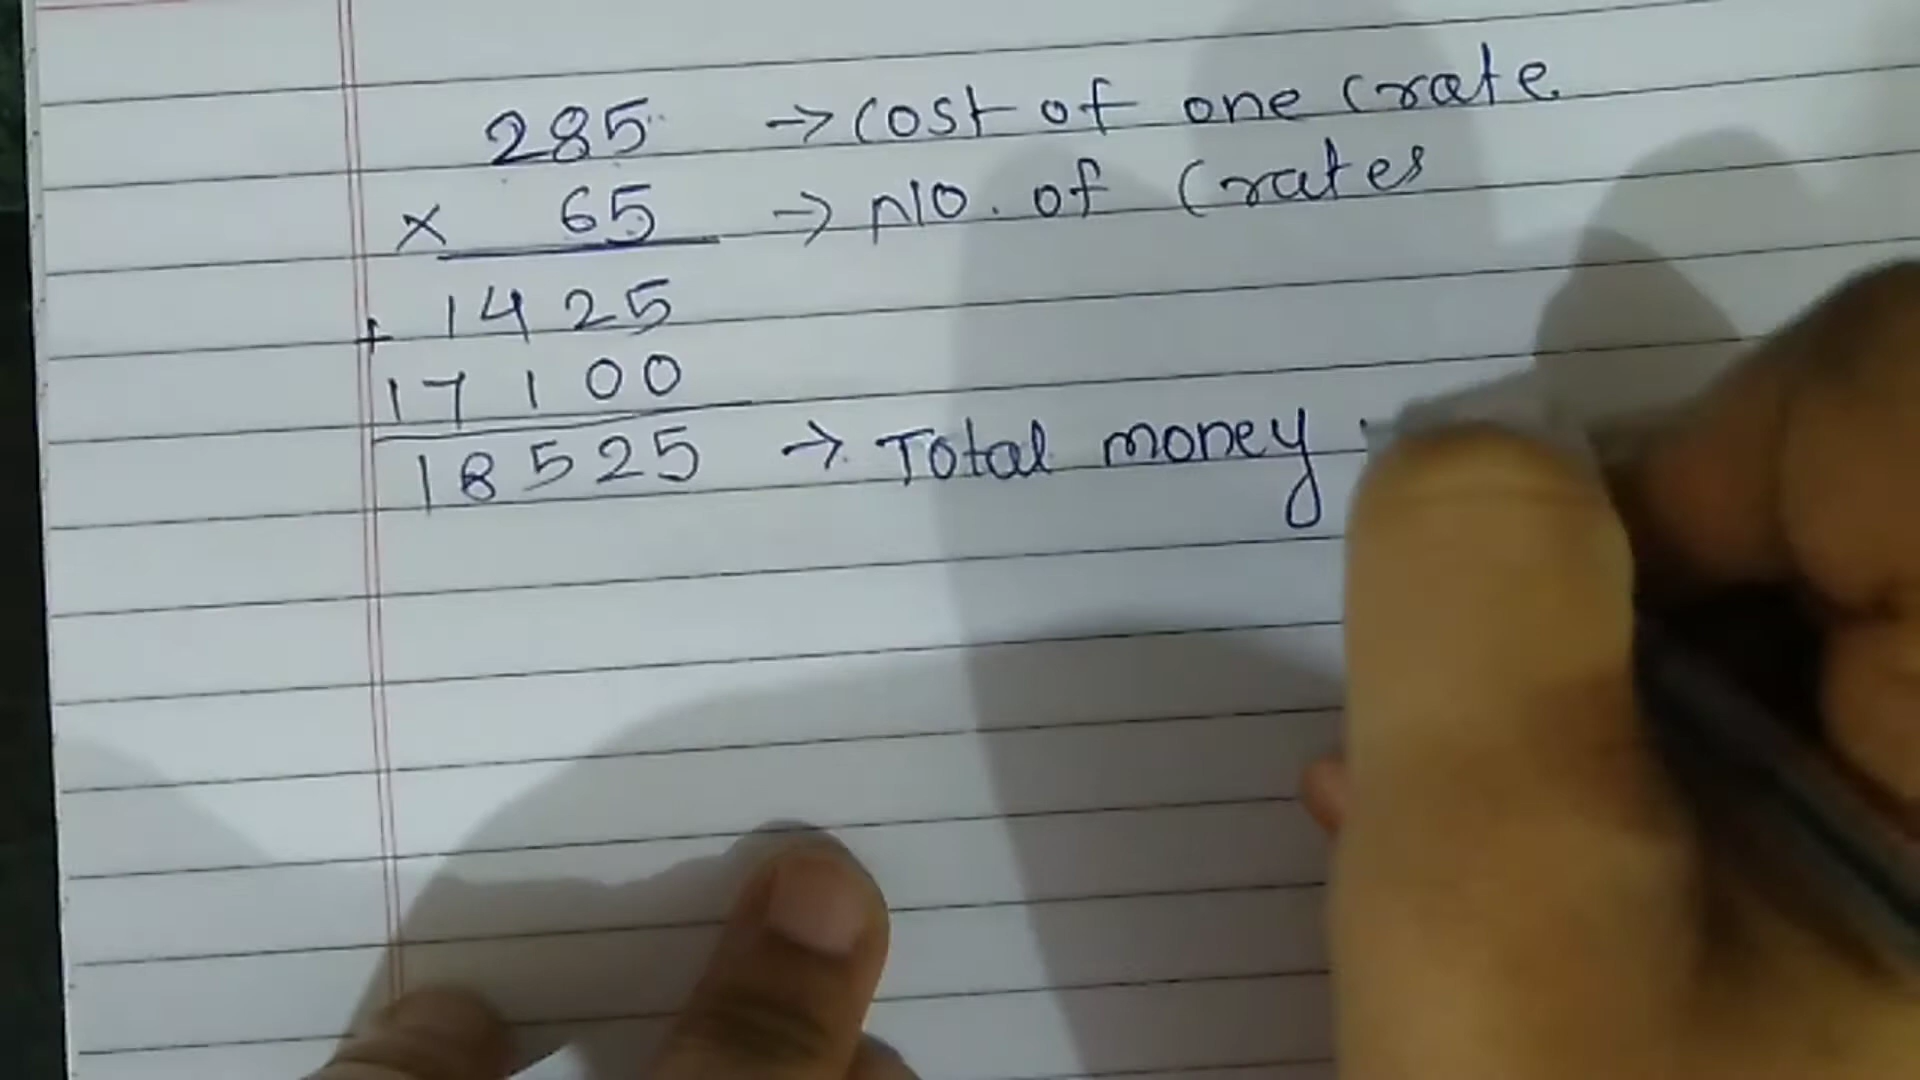 285 → Cost of one Crate
× 65 → No. of Crates
1425
+
17100
18525 → Total money